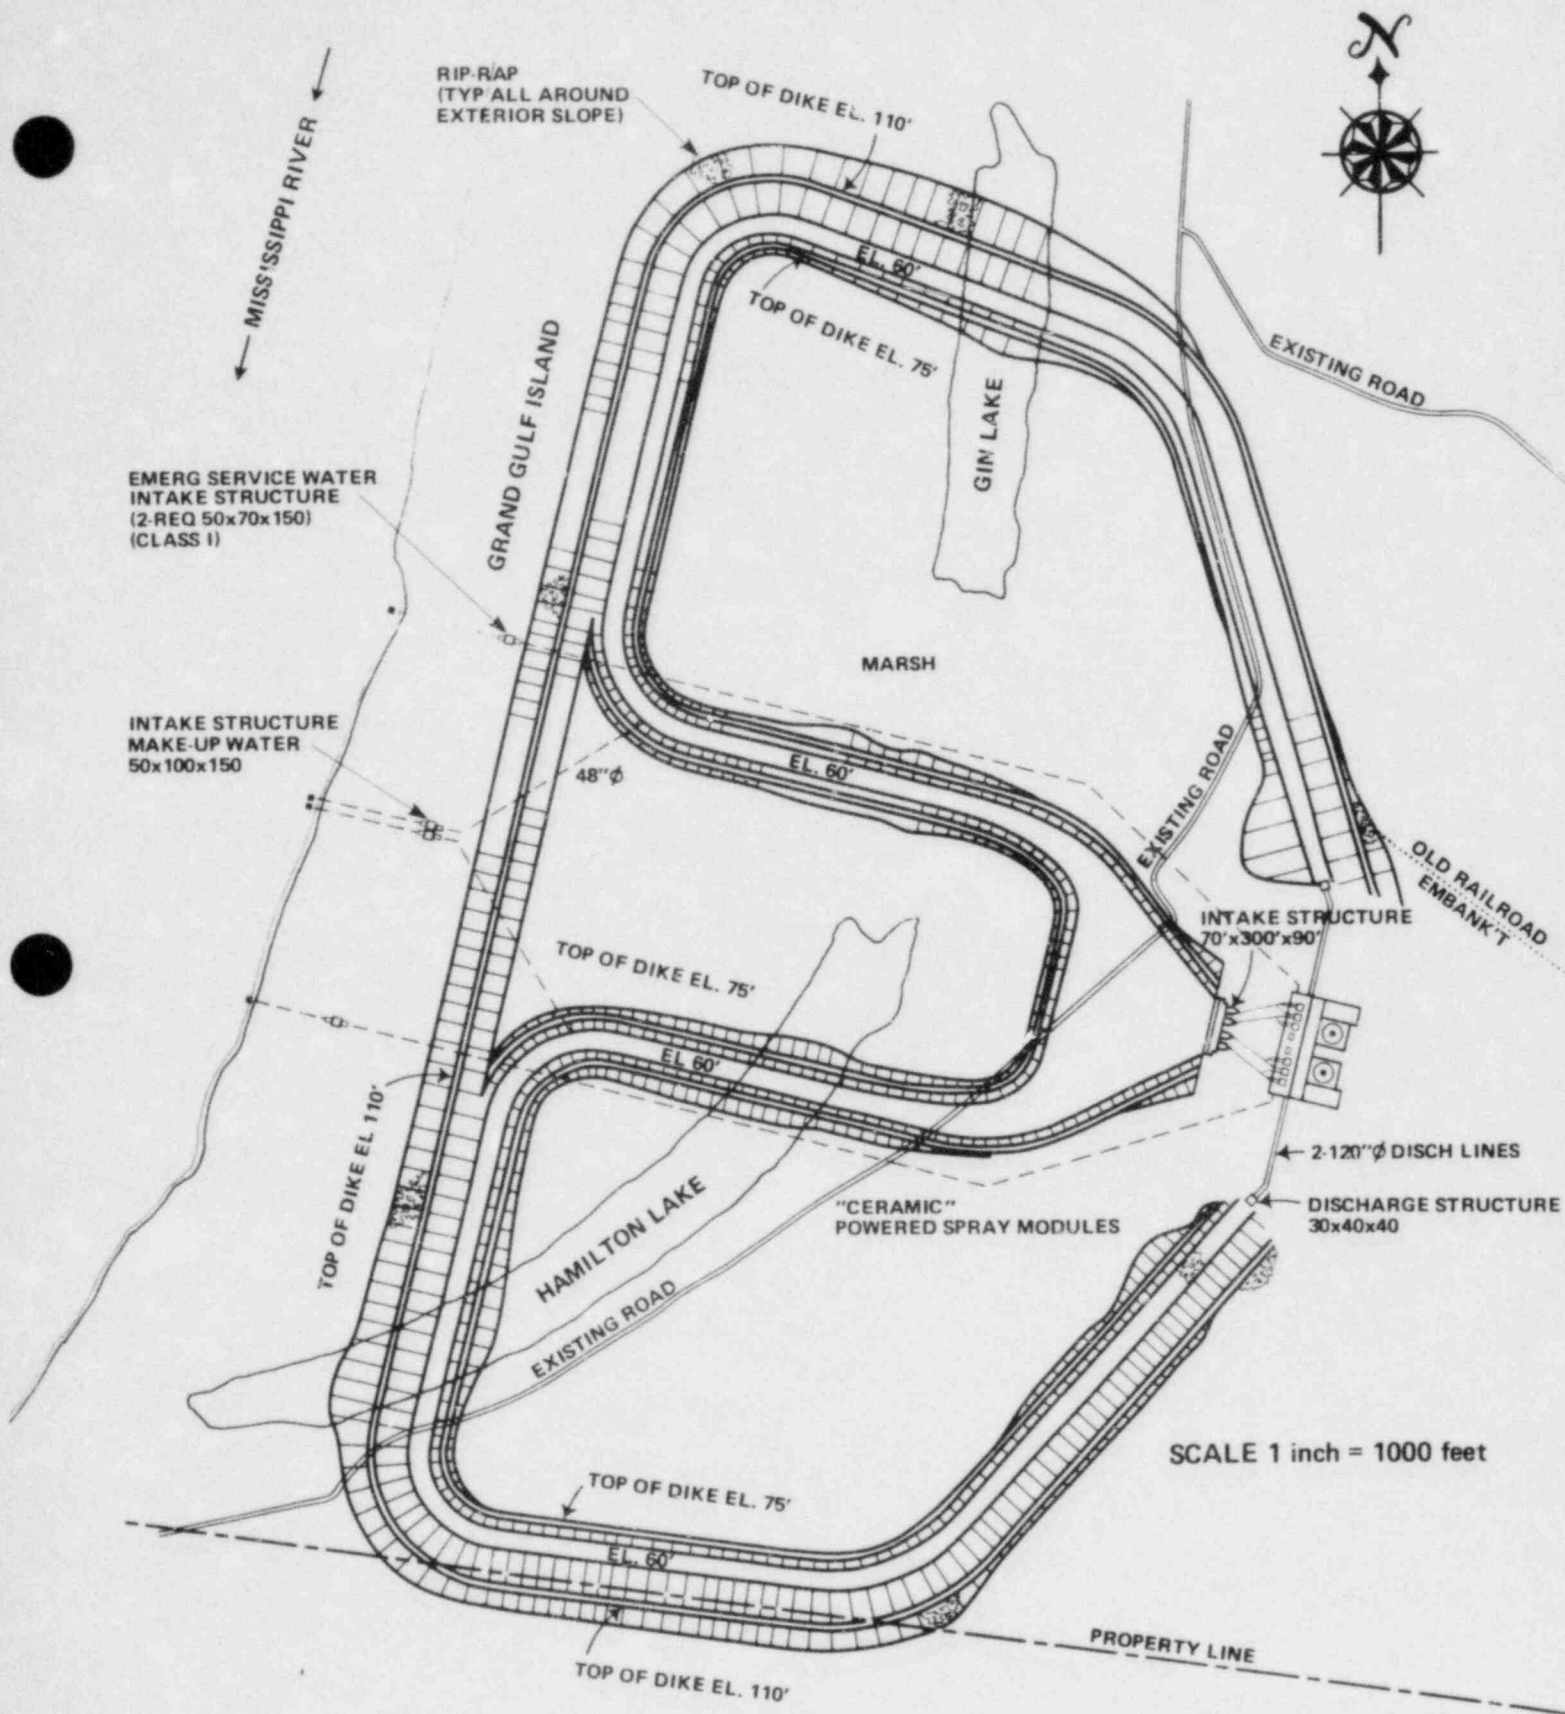 N
RIP-RAP
(TYP ALL AROUND
EXTERIOR SLOPE)
TOP OF DIKE EL. 110'
MISSISSIPPI RIVER
EL. 60'
TOP OF DIKE EL. 75'
EXISTING ROAD
GRAND GULF ISLAND
GIN LAKE
EMERG SERVICE WATER
INTAKE STRUCTURE
(2-REQ 50x70x150)
(CLASS I)
MARSH
INTAKE STRUCTURE
MAKE-UP WATER
50x100x150
48"ϕ
EL. 60'
EXISTING ROAD
OLD RAILROAD
EMBANK'T
INTAKE STRUCTURE
70'x300'x90'
TOP OF DIKE EL. 75'
EL 60'
TOP OF DIKE EL 110'
2-120"ϕ DISCH LINES
"CERAMIC"
POWERED SPRAY MODULES
DISCHARGE STRUCTURE
30x40x40
HAMILTON LAKE
EXISTING ROAD
SCALE 1 inch = 1000 feet
TOP OF DIKE EL. 75'
EL. 60'
PROPERTY LINE
TOP OF DIKE EL. 110'